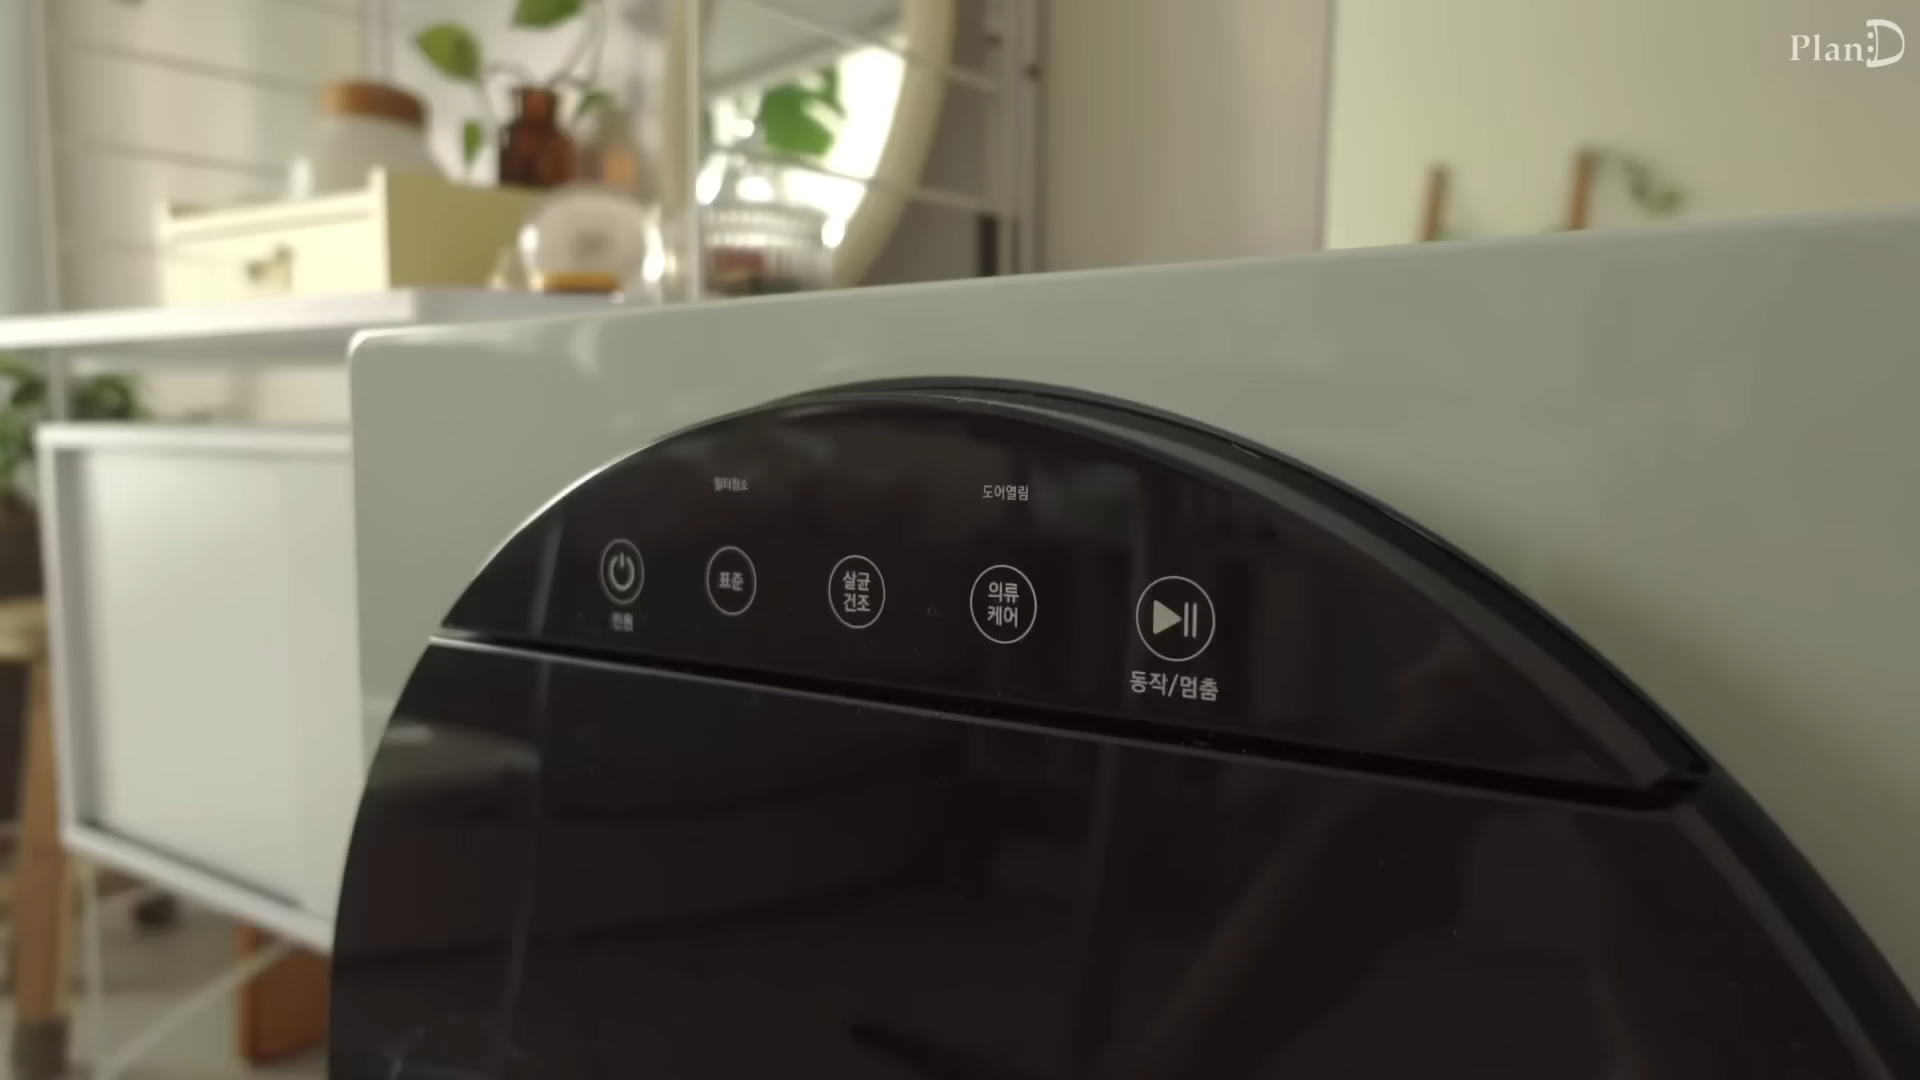 Plan:D
필터청소
도어열림
전원
표준
살균
건조
의류
케어
동작/멈춤